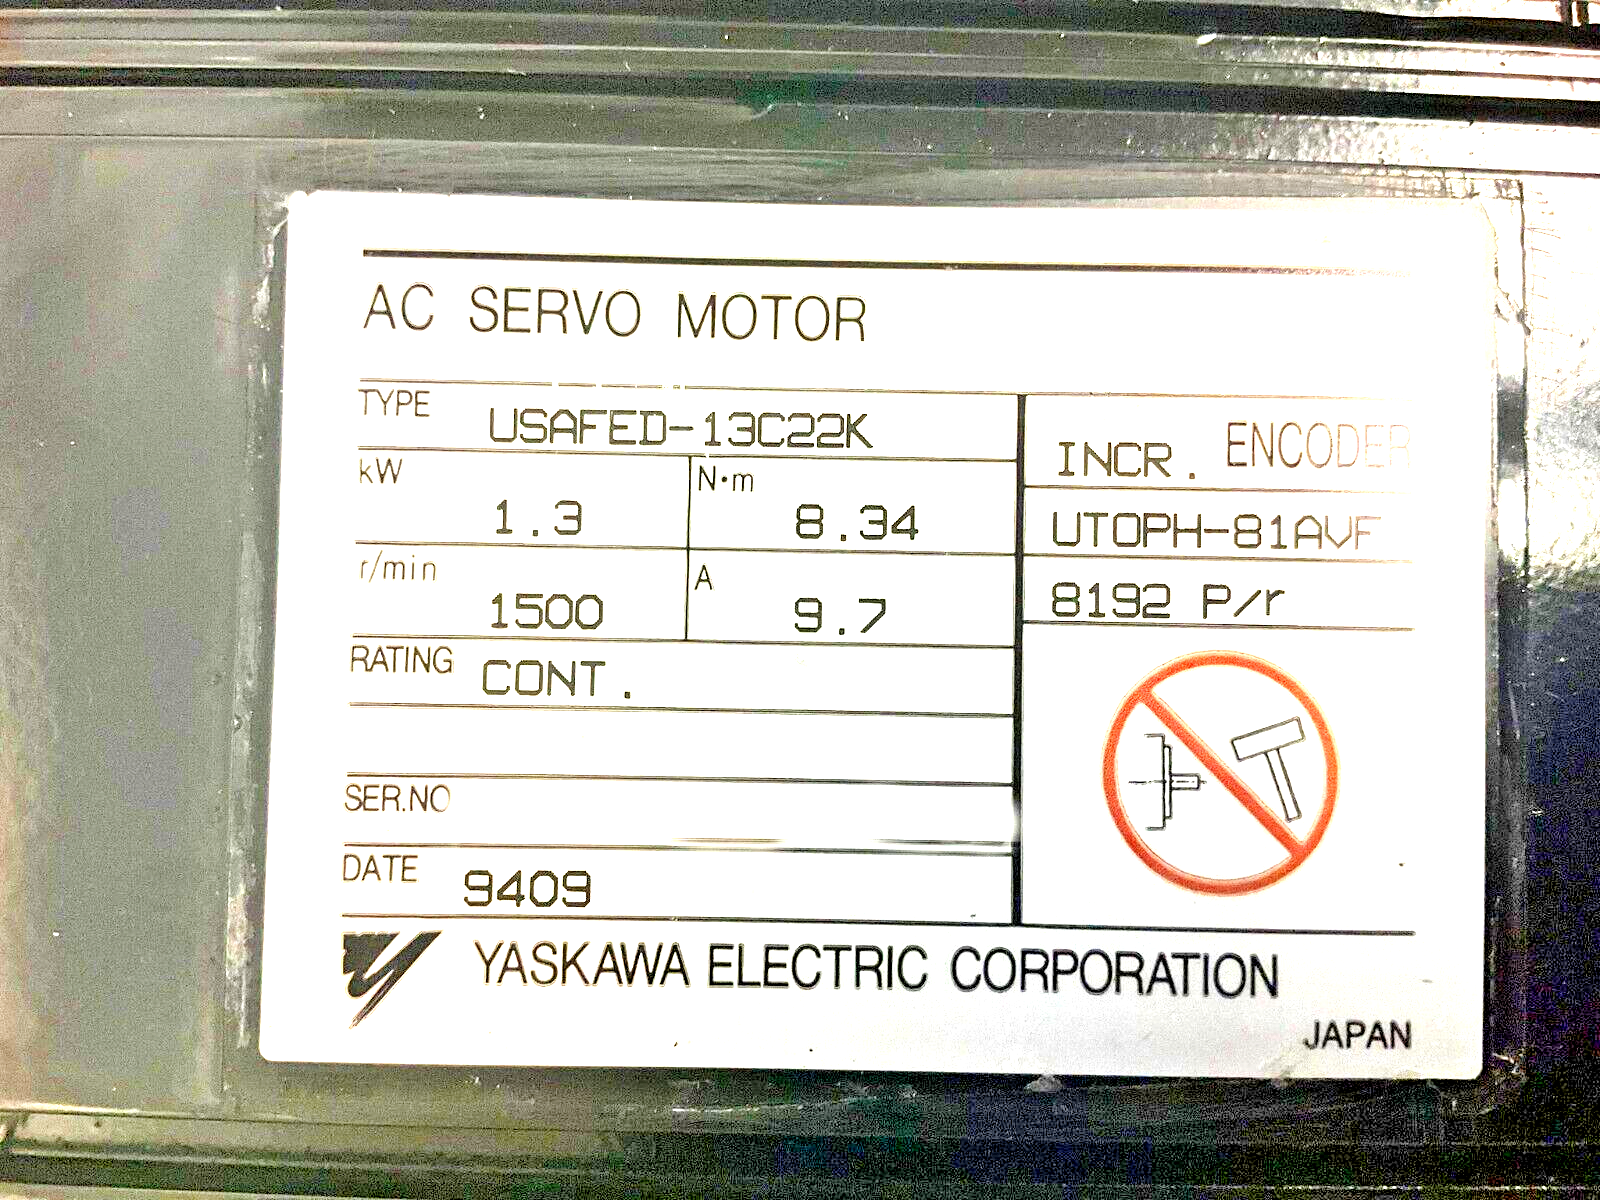 AC SERVO MOTOR
TYPE USAFED-13C22K
INCR. ENCODER
kW 1.3 N·m 8.34
UTOPH-81AVF
r/min 1500 A 9.7
8192 P/r
RATING CONT.
SER.NO
DATE 9409
YASKAWA ELECTRIC CORPORATION
JAPAN